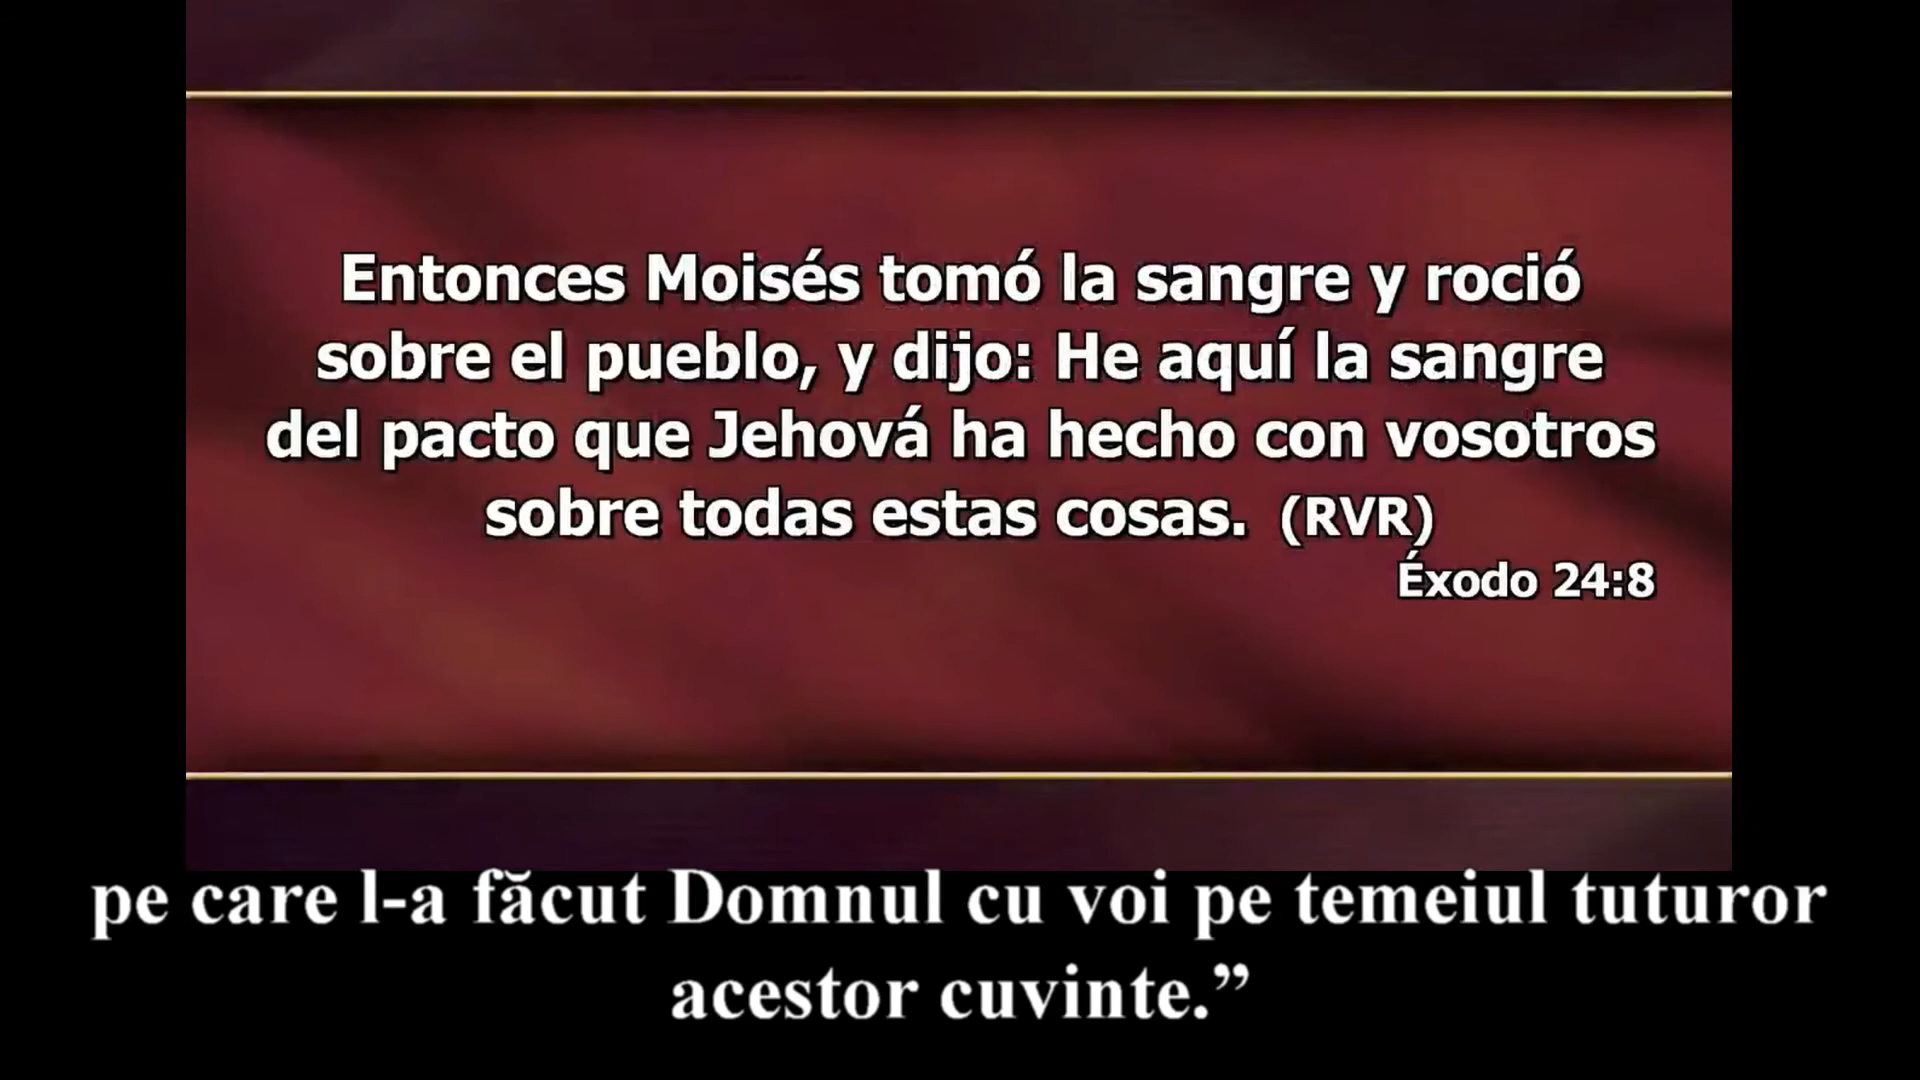 Entonces Moisés tomó la sangre y roció
sobre el pueblo, y dijo: He aquí la sangre
del pacto que Jehová ha hecho con vosotros
sobre todas estas cosas. (RVR)
Éxodo 24:8
pe care l-a făcut Domnul cu voi pe temeiul tuturor
acestor cuvinte.”